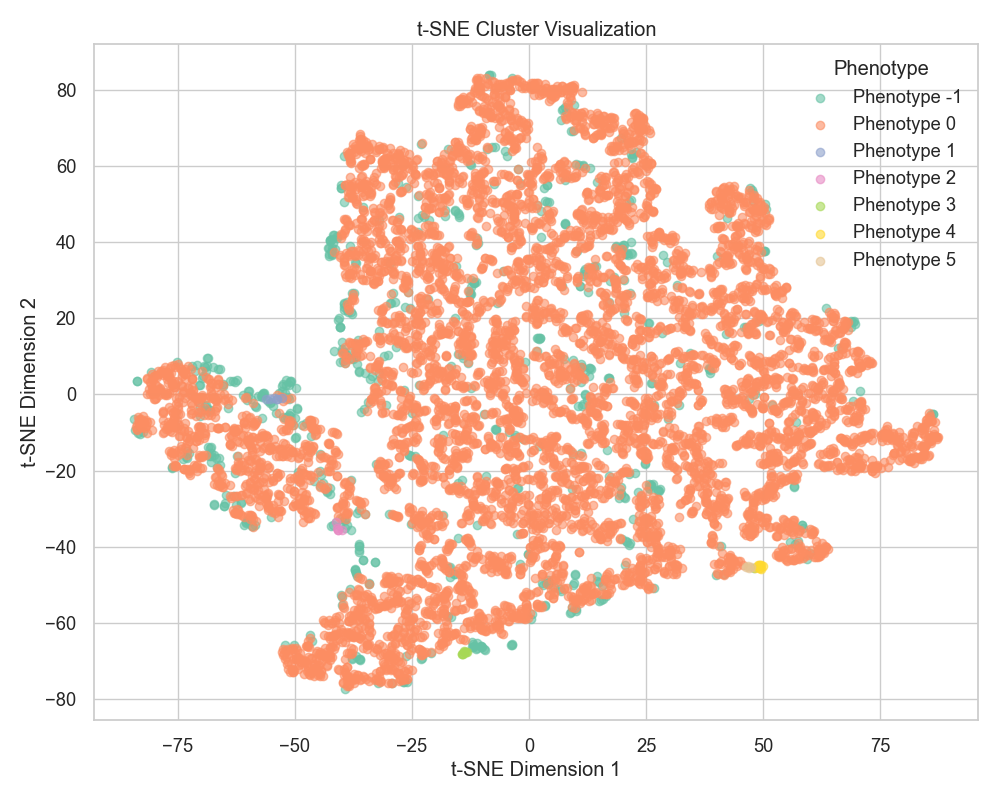 t-SNE Cluster Visualization
Phenotype
Phenotype -1
Phenotype 0
Phenotype 1
Phenotype 2
Phenotype 3
Phenotype 4
Phenotype 5
t-SNE Dimension 2
80
60
40
20
0
−20
−40
−60
−80
−75
−50
−25
0
25
50
75
t-SNE Dimension 1